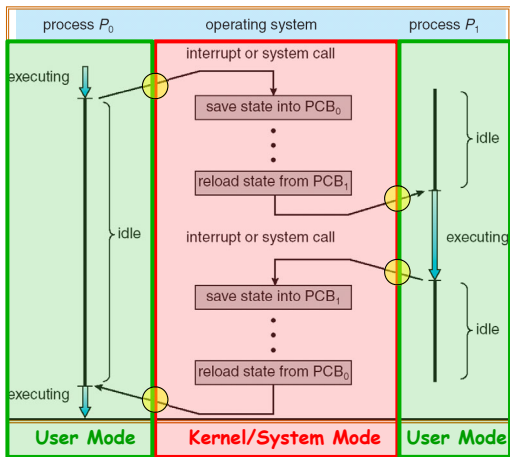 process P₀
operating system
process P₁
interrupt or system call
executing
save state into PCB₀
idle
reload state from PCB₁
idle
interrupt or system call
executing
save state into PCB₁
idle
reload state from PCB₀
executing
User Mode
Kernel/System Mode
User Mode